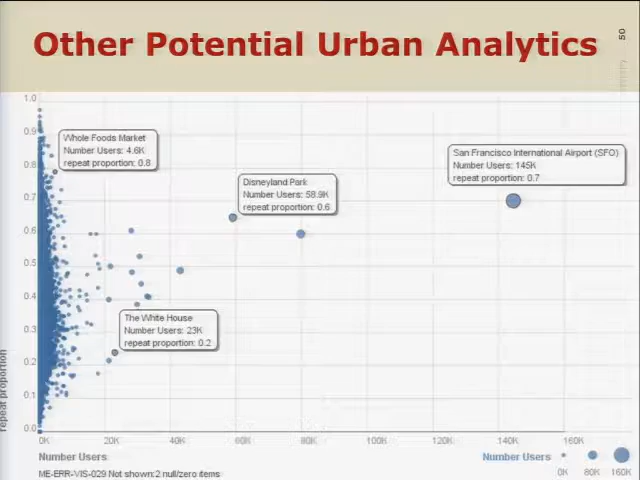 Other Potential Urban Analytics
50
1.0
0.9
0.8
0.7
0.6
0.5
0.4
0.3
0.2
0.1
0.0
repeat proportion
Whole Foods Market
Number Users: 4.6K
repeat proportion: 0.8
Disneyland Park
Number Users: 58.9K
repeat proportion: 0.6
San Francisco International Airport (SFO)
Number Users: 145K
repeat proportion: 0.7
The White House
Number Users: 23K
repeat proportion: 0.2
0K 20K 40K 60K 80K 100K 120K 140K 160K
Number Users
Number Users
0K 80K 160K
ME-ERR-VIS-029 Not shown:2 null/zero items